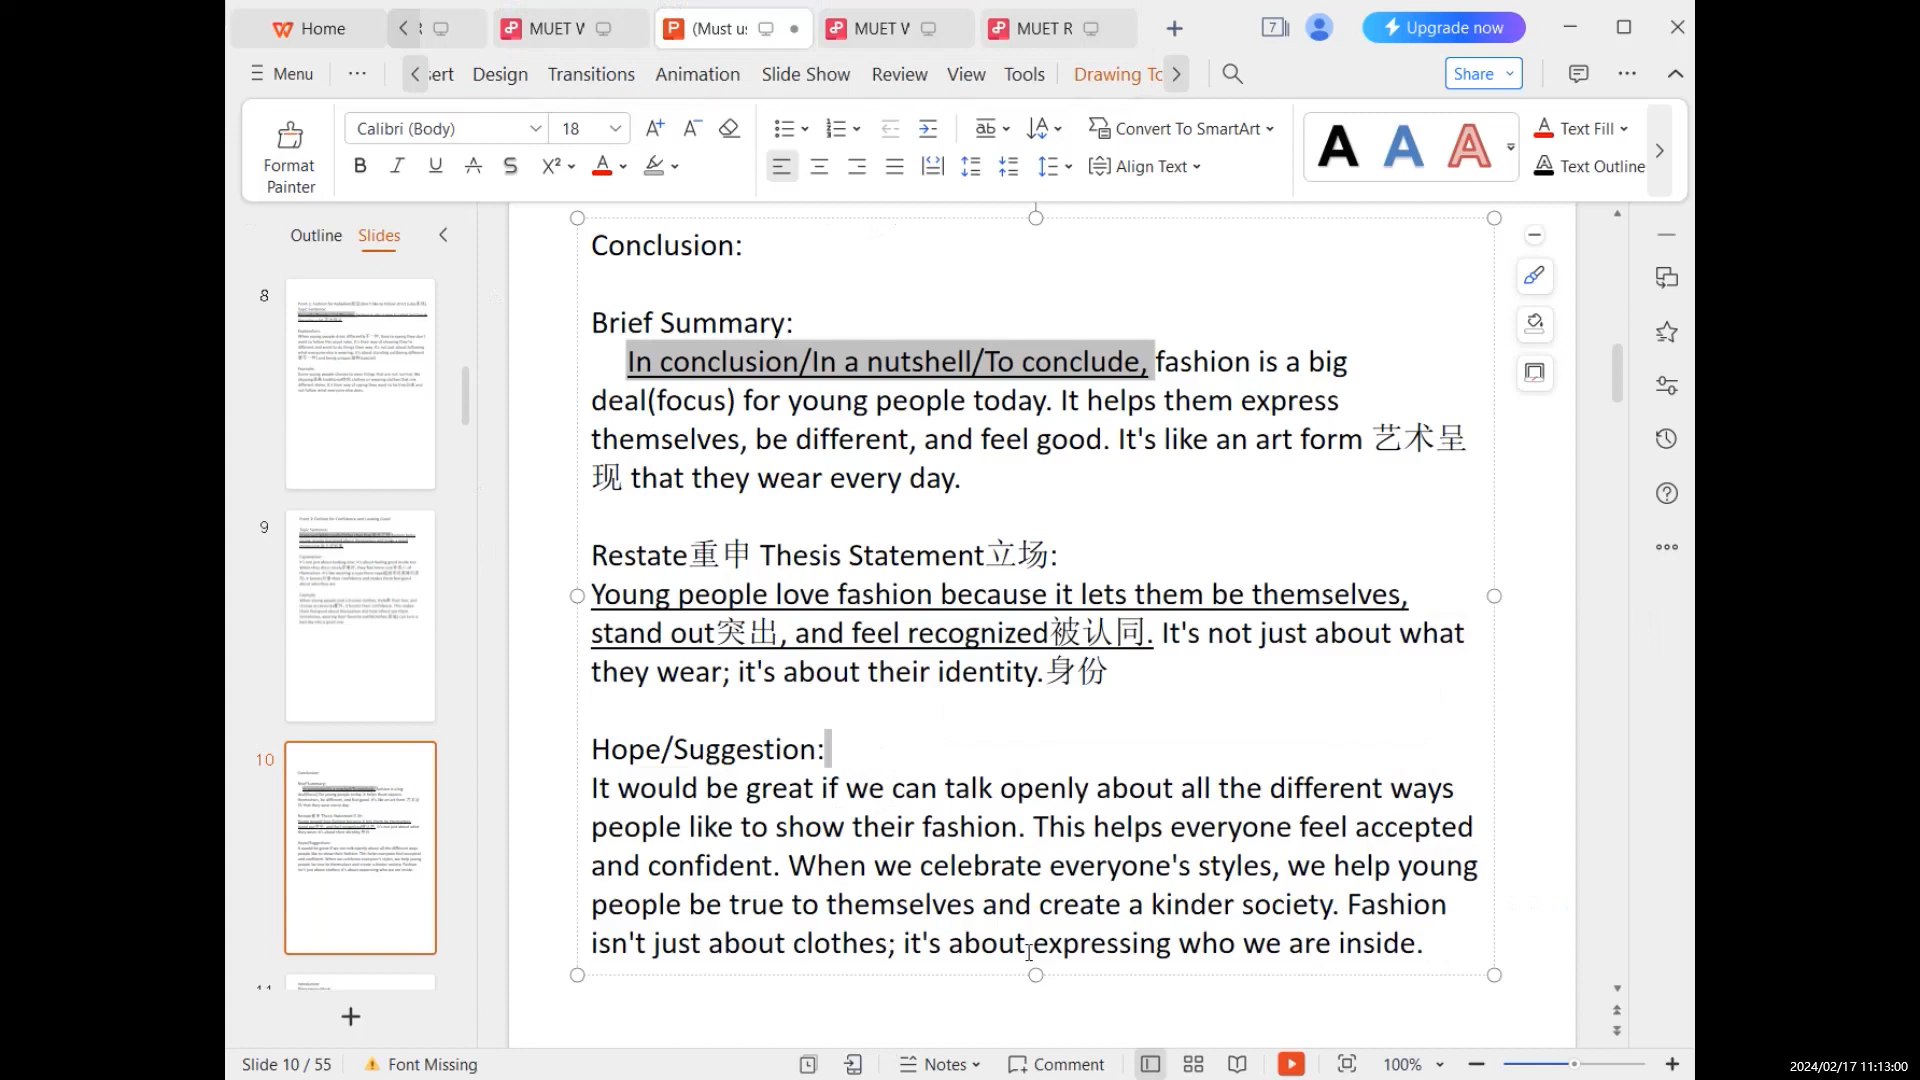 Home
MUET V
(Must us
MUET V
MUET R
7
Upgrade now
Menu
sert
Design
Transitions
Animation
Slide Show
Review
View
Tools
Drawing To
Share
Format
Painter
Calibri (Body)
18
Convert To SmartArt
Align Text
Text Fill
Text Outline
Outline
Slides
8
9
10
Conclusion:
Brief Summary:
In conclusion/In a nutshell/To conclude, fashion is a big
deal(focus) for young people today. It helps them express
themselves, be different, and feel good. It's like an art form 艺术呈
现 that they wear every day.
Restate重申 Thesis Statement立场:
Young people love fashion because it lets them be themselves,
stand out突出, and feel recognized被认同. It's not just about what
they wear; it's about their identity.身份
Hope/Suggestion:
It would be great if we can talk openly about all the different ways
people like to show their fashion. This helps everyone feel accepted
and confident. When we celebrate everyone's styles, we help young
people be true to themselves and create a kinder society. Fashion
isn't just about clothes; it's about expressing who we are inside.
Slide 10 / 55
Font Missing
Notes
Comment
100%
2024/02/17 11:13:00